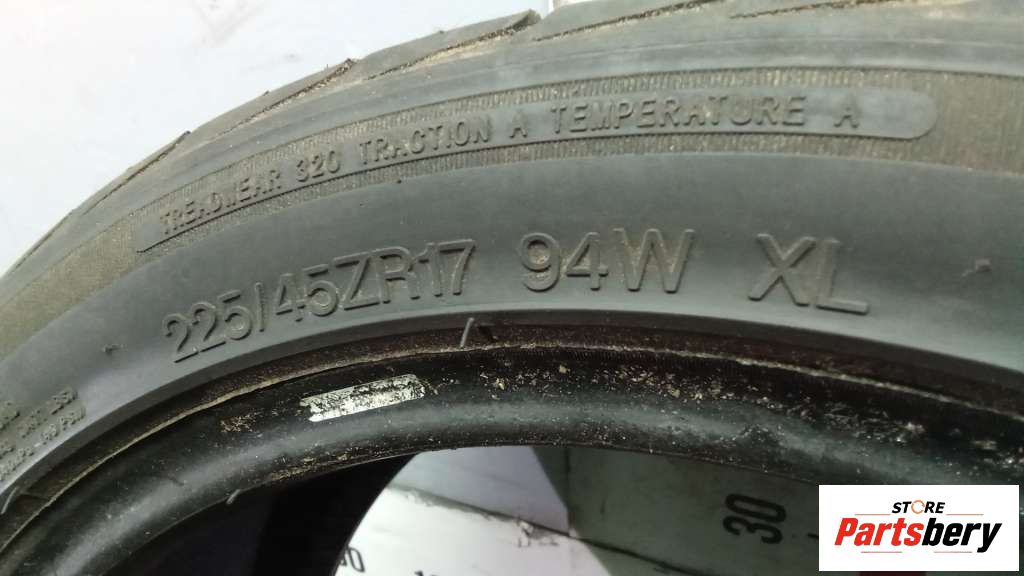 TREADWEAR 320 TRACTION A TEMPERATURE A
225/45ZR17 94W XL
30
STORE
Partsbery